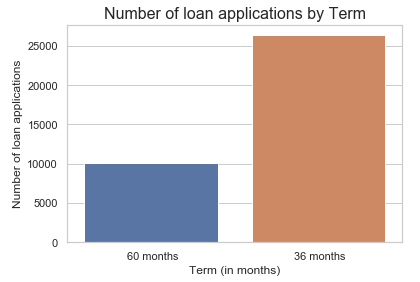 Number of loan applications by Term
Number of loan applications
25000
20000
15000
10000
5000
0
60 months
36 months
Term (in months)